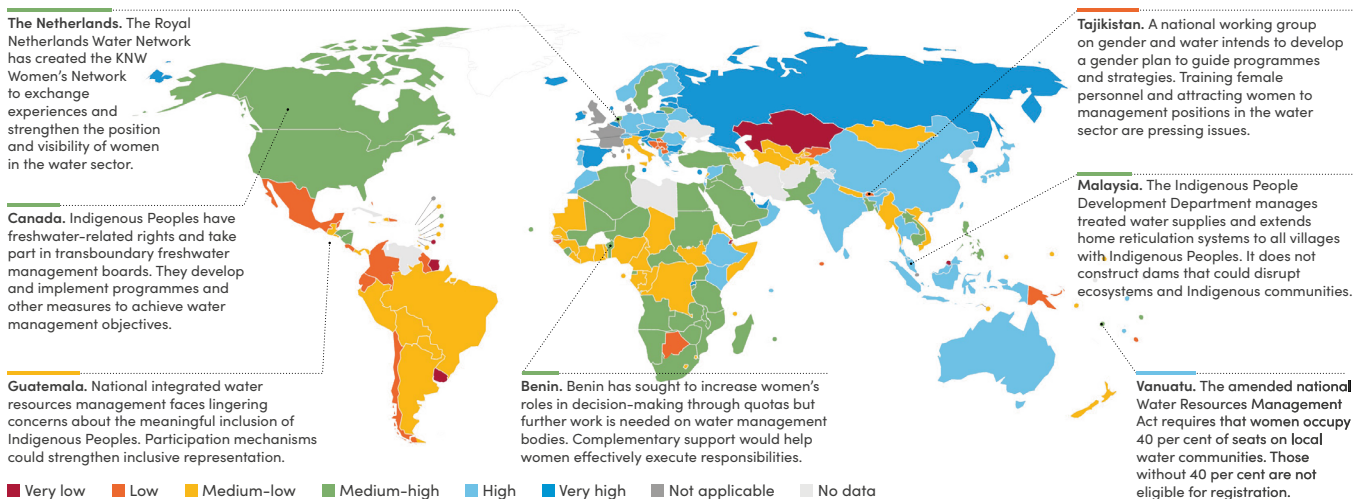 The Netherlands. The Royal
Netherlands Water Network
has created the KNW
Women's Network
to exchange
experiences and
strengthen the position
and visibility of women
in the water sector.
Canada. Indigenous Peoples have
freshwater-related rights and take
part in transboundary freshwater
management boards. They develop
and implement programmes and
other measures to achieve water
management objectives.
Guatemala. National integrated water
resources management faces lingering
concerns about the meaningful inclusion of
Indigenous Peoples. Participation mechanisms
could strengthen inclusive representation.
Benin. Benin has sought to increase women's
roles in decision-making through quotas but
further work is needed on water management
bodies. Complementary support would help
women effectively execute responsibilities.
Tajikistan. A national working group
on gender and water intends to develop
a gender plan to guide programmes
and strategies. Training female
personnel and attracting women to
management positions in the water
sector are pressing issues.
Malaysia. The Indigenous People
Development Department manages
treated water supplies and extends
home reticulation systems to all villages
with Indigenous Peoples. It does not
construct dams that could disrupt
ecosystems and Indigenous communities.
Vanuatu. The amended national
Water Resources Management
Act requires that women occupy
40 per cent of seats on local
water communities. Those
without 40 per cent are not
eligible for registration.
Very low
Low
Medium-low
Medium-high
High
Very high
Not applicable
No data